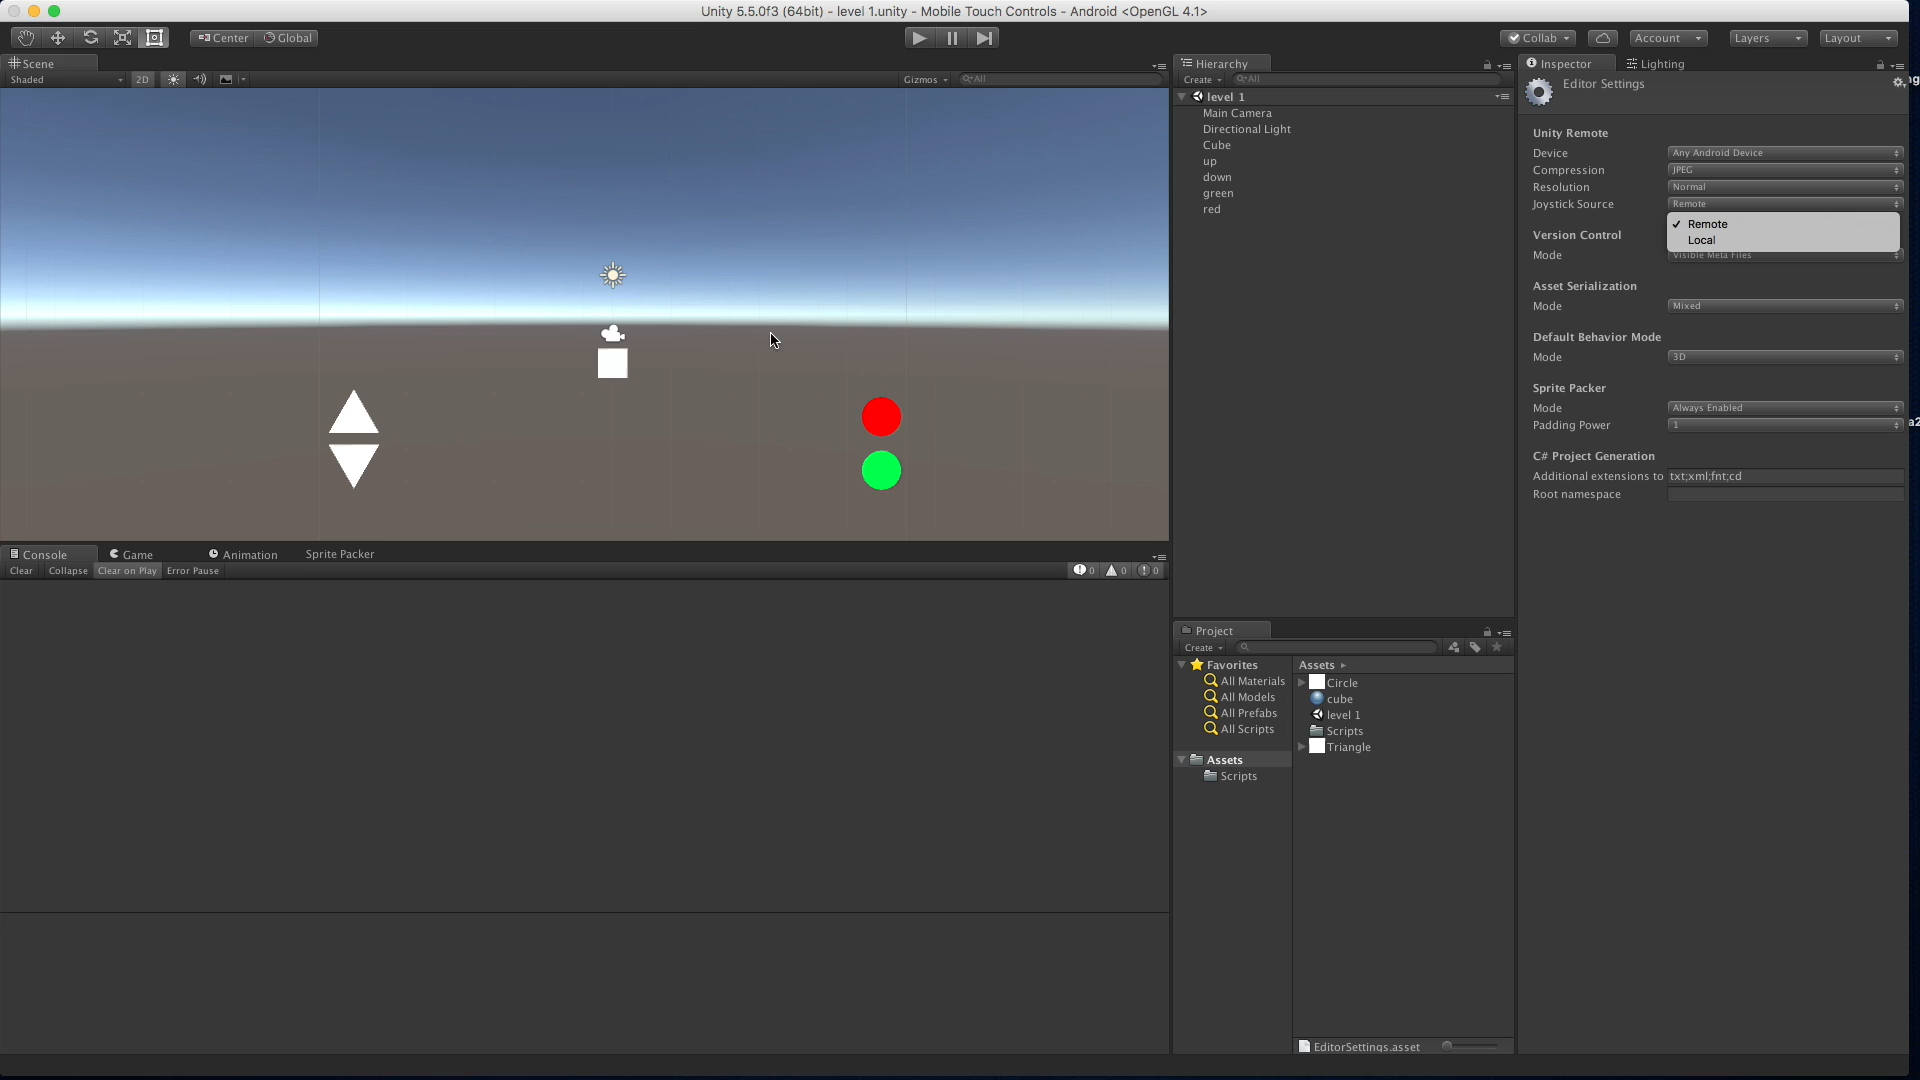 Unity 5.5.0f3 (64bit) - level 1.unity - Mobile Touch Controls - Android <OpenGL 4.1>
Center Global
Collab Account Layers Layout
Scene
Shaded 2D Gizmos All
Hierarchy
Create All
level 1
Main Camera
Directional Light
Cube
up
down
green
red
Inspector Lighting
Editor Settings
Unity Remote
Device Any Android Device
Compression JPEG
Resolution Normal
Joystick Source Remote
Remote
Local
Version Control
Mode Visible Meta Files
Asset Serialization
Mode Mixed
Default Behavior Mode
Mode 3D
Sprite Packer
Mode Always Enabled
Padding Power 1
C# Project Generation
Additional extensions to txt;xml;fnt;cd
Root namespace
Console Game Animation Sprite Packer
Clear Collapse Clear on Play Error Pause 0 0 0
Project
Create
Favorites
All Materials
All Models
All Prefabs
All Scripts
Assets
Scripts
Assets
Circle
cube
level 1
Scripts
Triangle
EditorSettings.asset